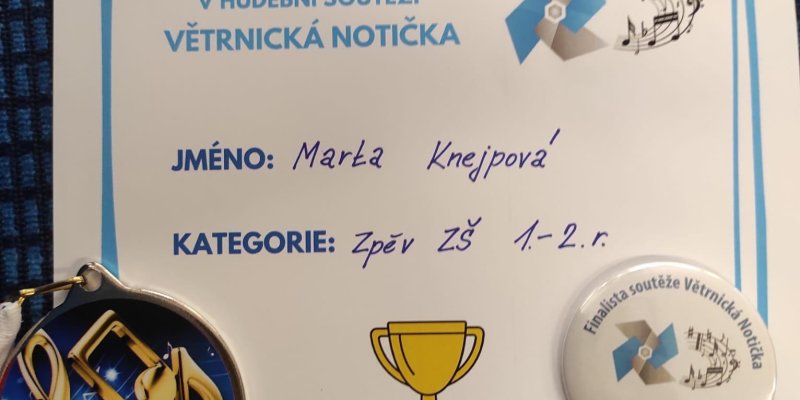 V HUDEBNÍ SOUTĚŽI
VĚTRNICKÁ NOTIČKA
JMÉNO: Marta Knejpová
KATEGORIE: Zpěv ZŠ 1.-2.r.
Finalista soutěže Větrnická Notička